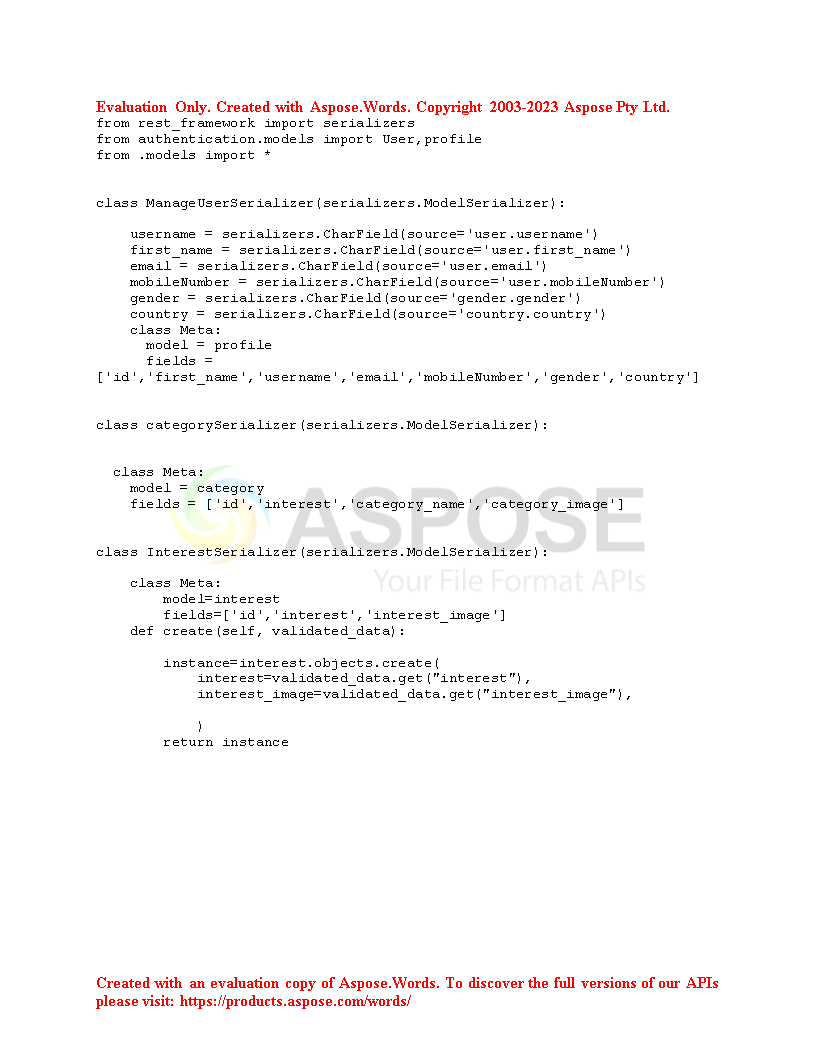 Evaluation Only. Created with Aspose.Words. Copyright 2003-2023 Aspose Pty Ltd.
from rest_framework import serializers
from authentication.models import User,profile
from .models import *
class ManageUserSerializer(serializers.ModelSerializer):
    username = serializers.CharField(source='user.username')
    first_name = serializers.CharField(source='user.first_name')
    email = serializers.CharField(source='user.email')
    mobileNumber = serializers.CharField(source='user.mobileNumber')
    gender = serializers.CharField(source='gender.gender')
    country = serializers.CharField(source='country.country')
    class Meta:
      model = profile
      fields =
['id','first_name','username','email','mobileNumber','gender','country']
class categorySerializer(serializers.ModelSerializer):
  class Meta:
    model = category
    fields = ['id','interest','category_name','category_image']
ASPOSE
Your File Format APIs
class InterestSerializer(serializers.ModelSerializer):
    class Meta:
        model=interest
        fields=['id','interest','interest_image']
    def create(self, validated_data):
        instance=interest.objects.create(
            interest=validated_data.get("interest"),
            interest_image=validated_data.get("interest_image"),
            )
        return instance
Created with an evaluation copy of Aspose.Words. To discover the full versions of our APIs
please visit: https://products.aspose.com/words/